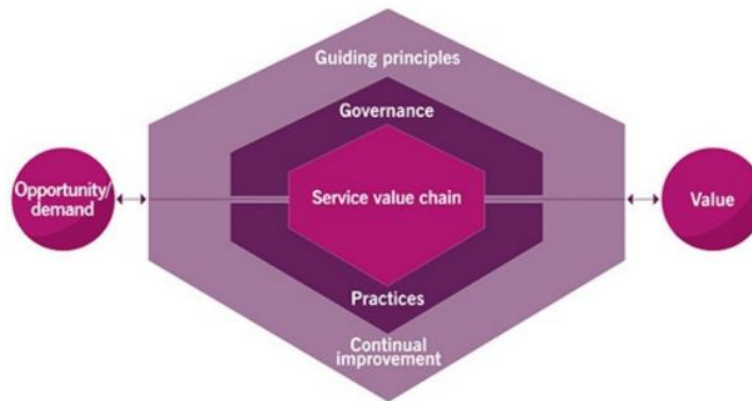 Guiding principles
Governance
Opportunity/
demand
Service value chain
Value
Practices
Continual
improvement